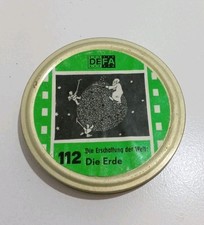 DEFA
Die Erschaffung der Welt:
112 Die Erde